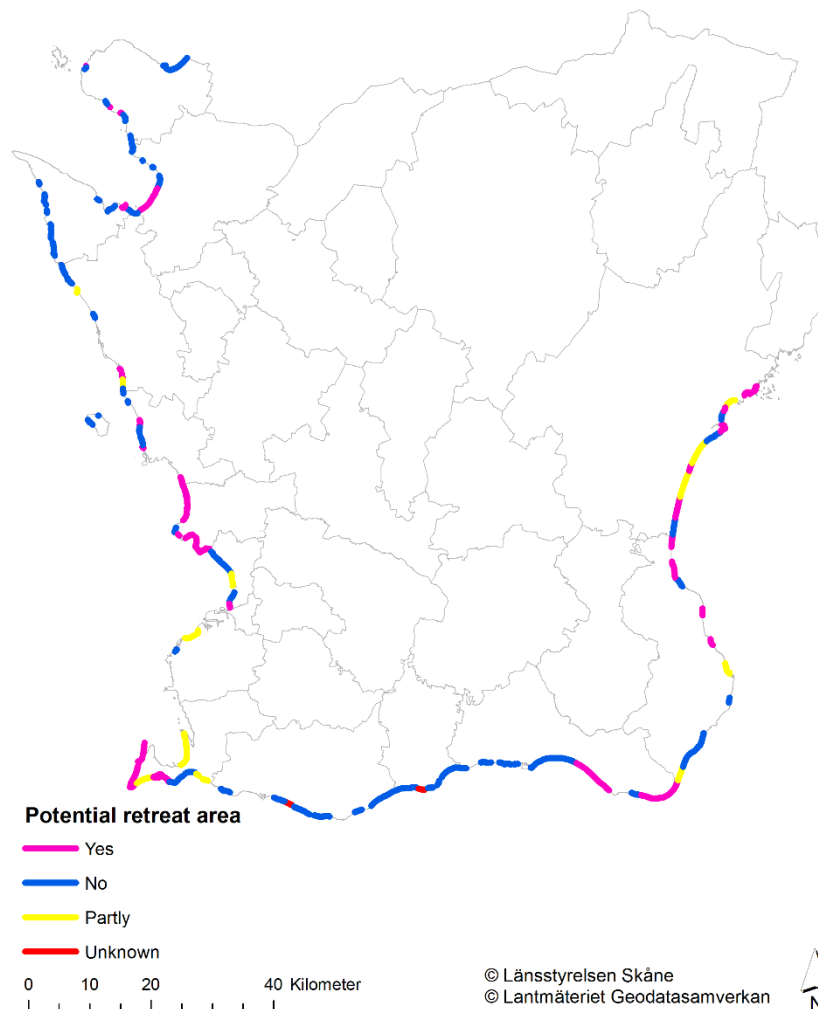 Potential retreat area
Yes
No
Partly
Unknown
0 10 20 40 Kilometer
© Länsstyrelsen Skåne
© Lantmäteriet Geodatasamverkan
N